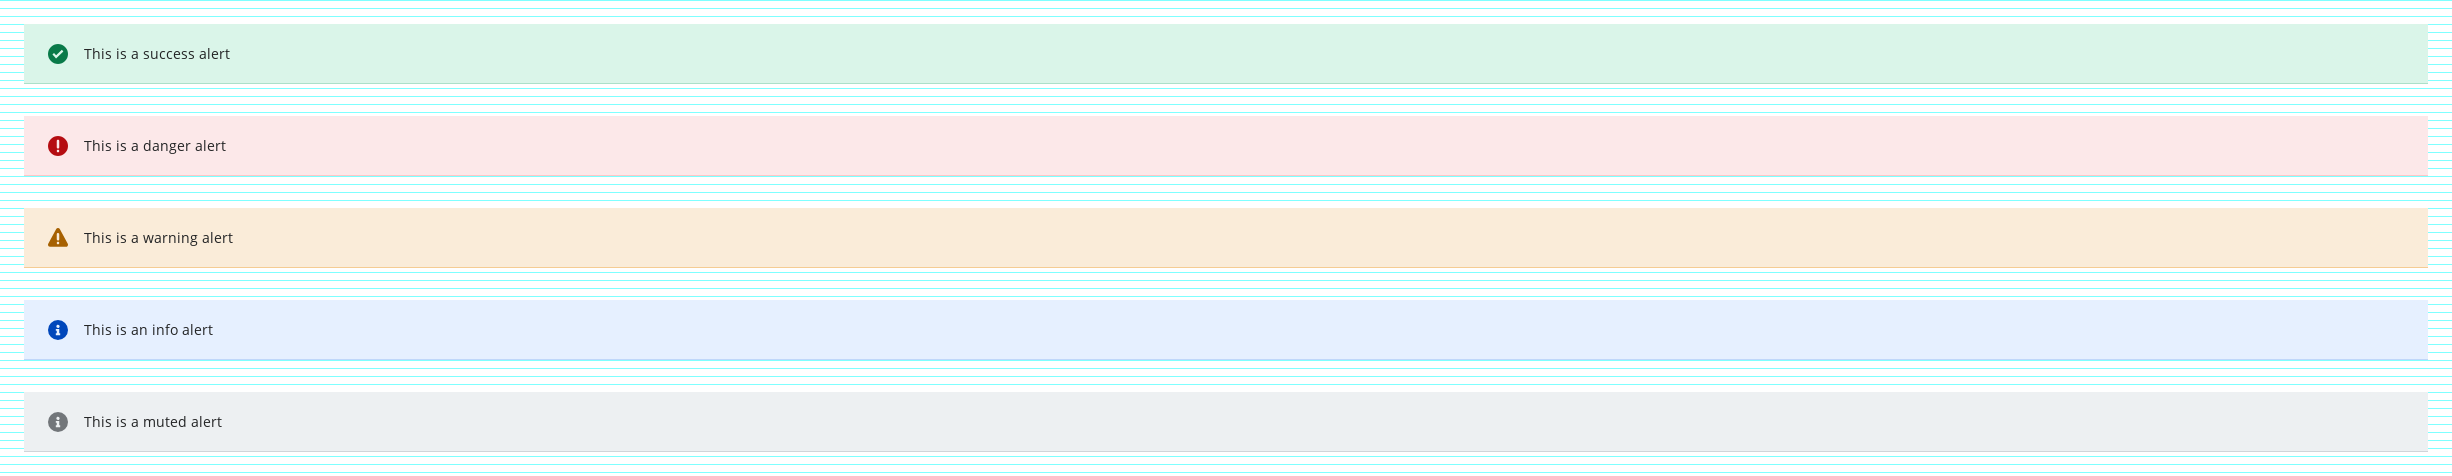 This is a success alert
This is a danger alert
This is a warning alert
This is an info alert
This is a muted alert